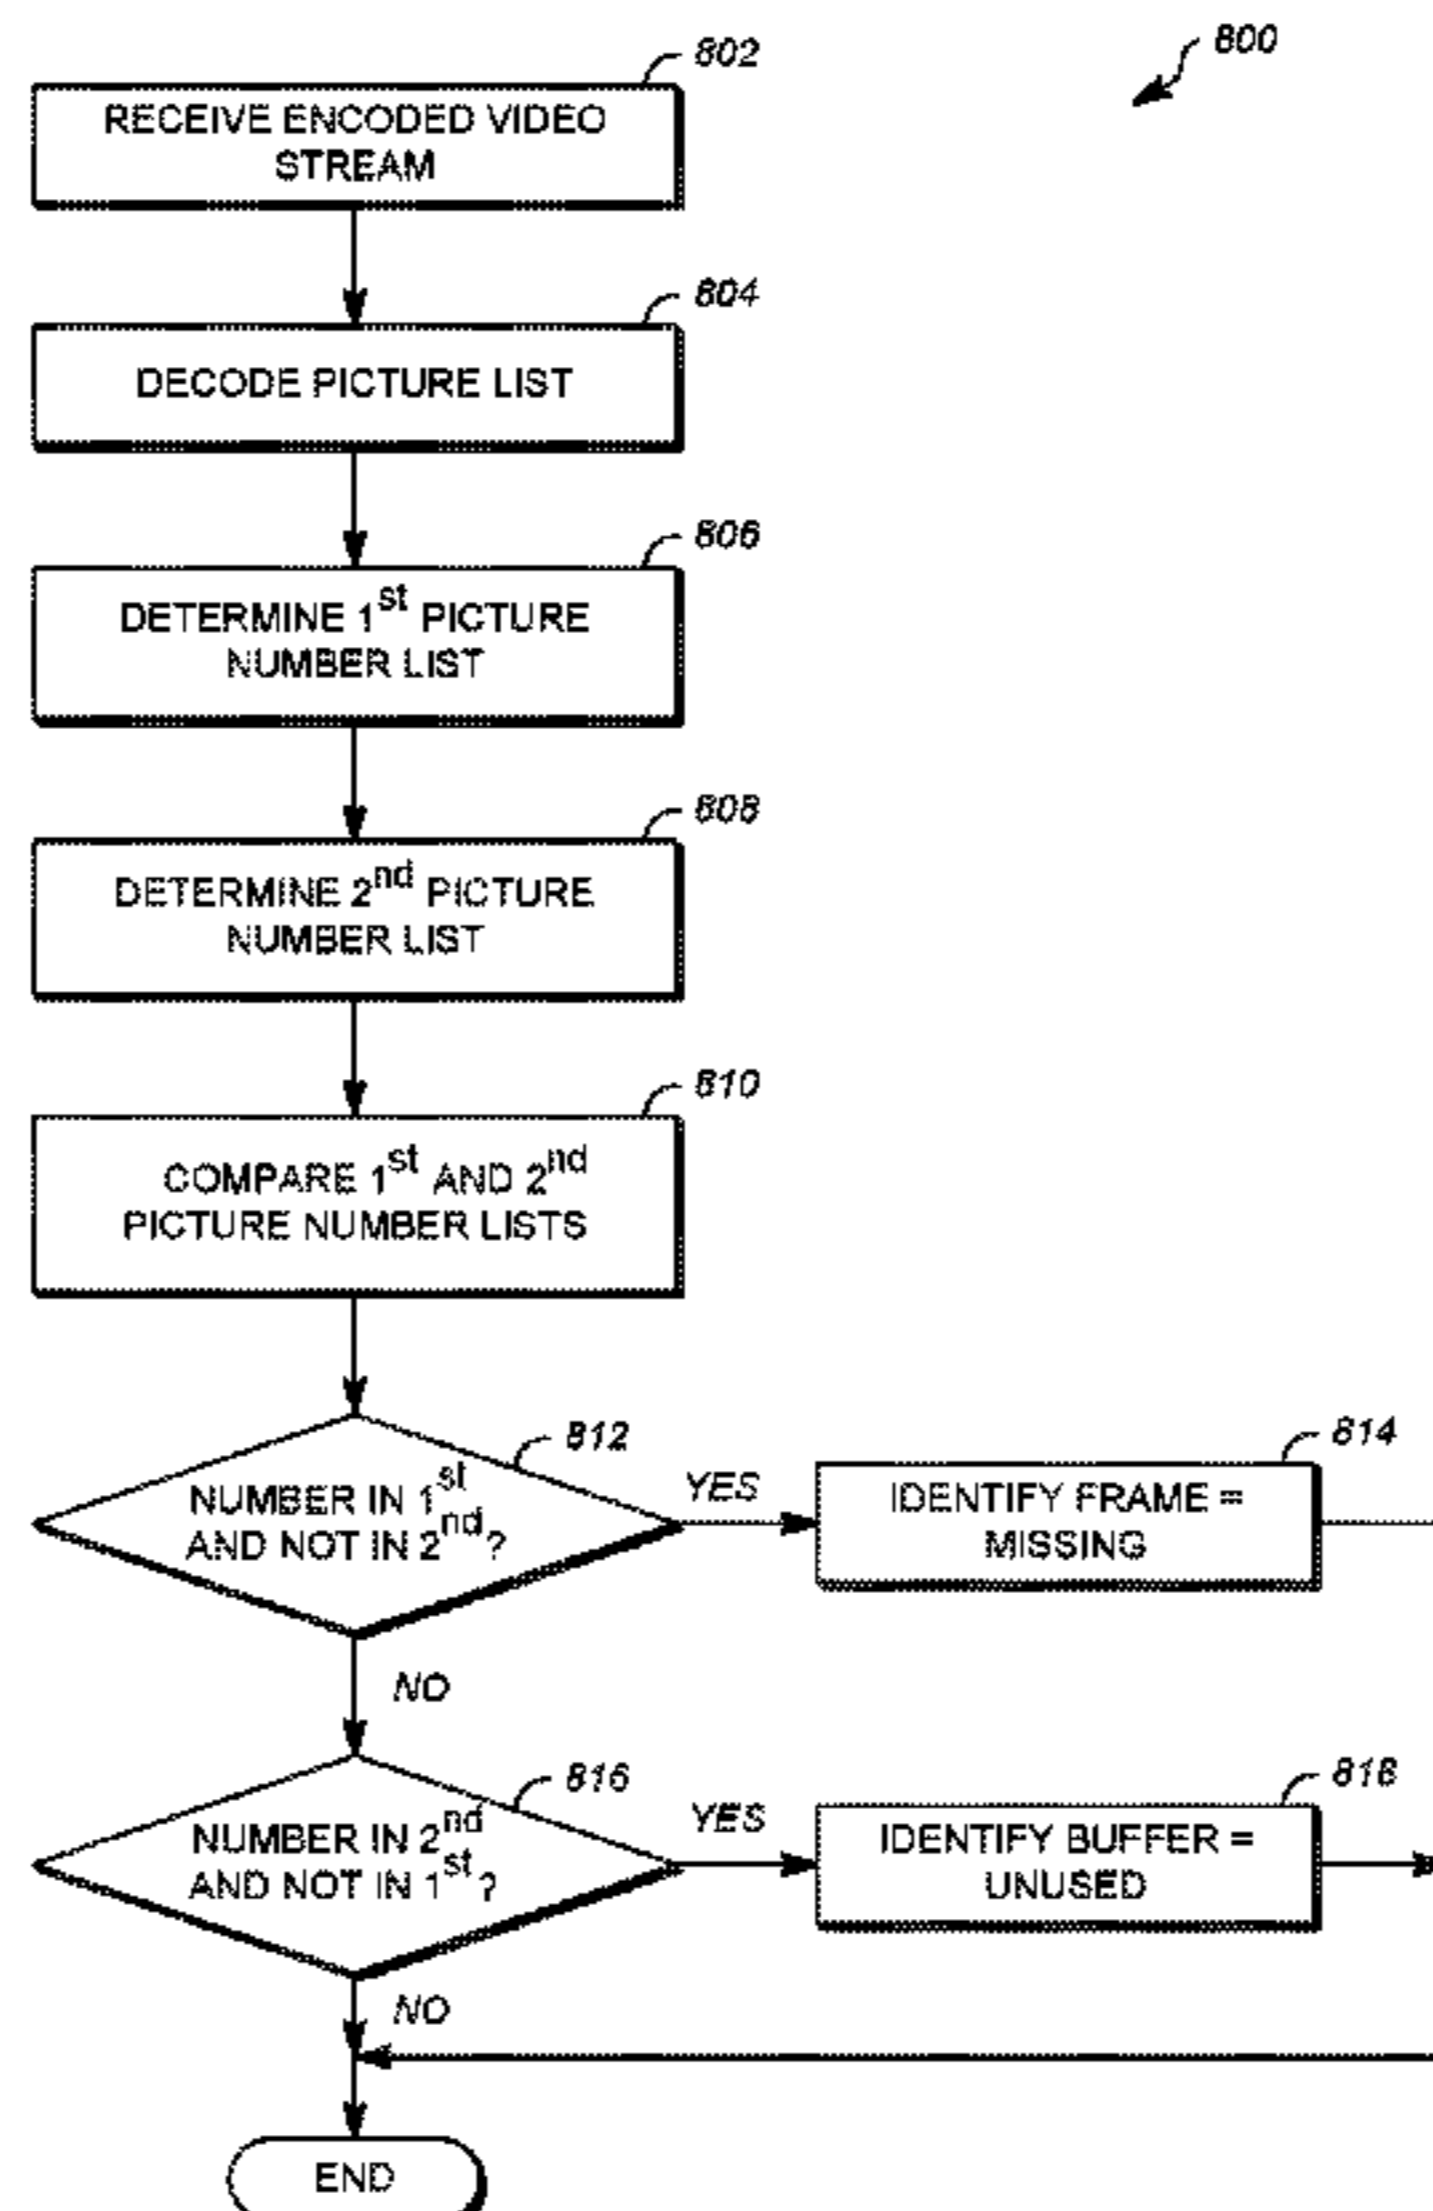 800
802
RECEIVE ENCODED VIDEO
STREAM
804
DECODE PICTURE LIST
806
DETERMINE 1st PICTURE
NUMBER LIST
808
DETERMINE 2nd PICTURE
NUMBER LIST
810
COMPARE 1st AND 2nd
PICTURE NUMBER LISTS
812
NUMBER IN 1st
AND NOT IN 2nd?
YES
814
IDENTIFY FRAME =
MISSING
NO
816
NUMBER IN 2nd
AND NOT IN 1st?
YES
818
IDENTIFY BUFFER =
UNUSED
NO
END